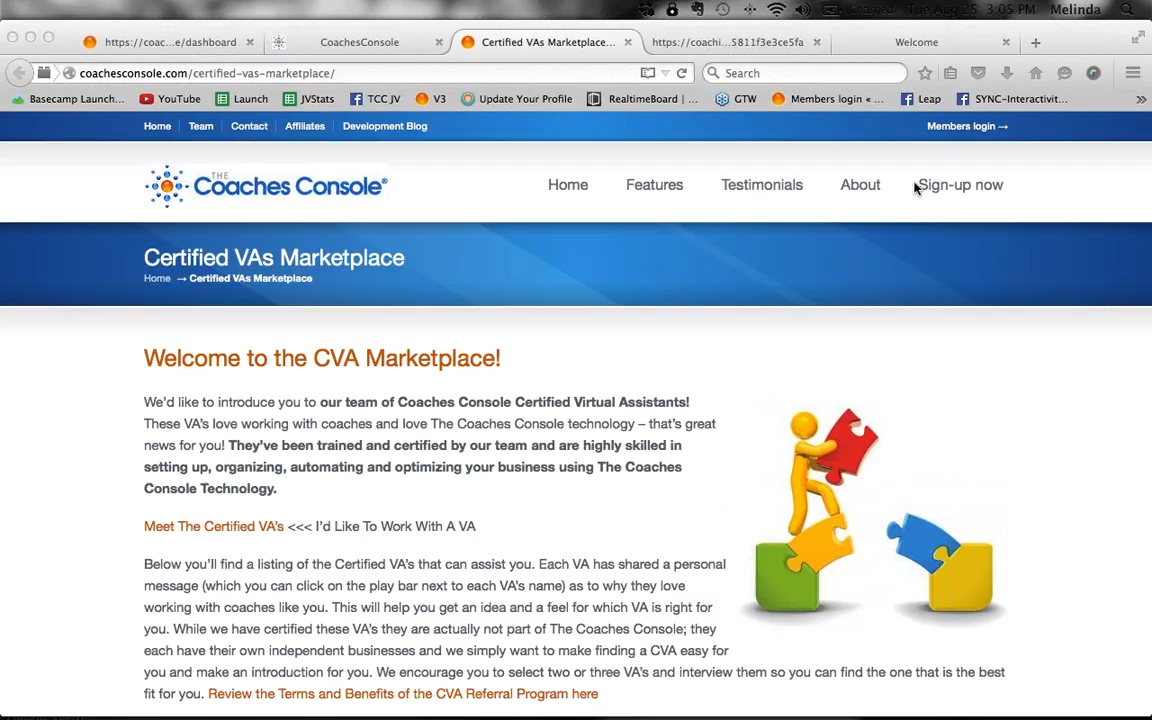 Charged Tue Aug 25 3:05 PM Melinda
https://coac...e/dashboard CoachesConsole Certified VAs Marketplace... https://coachi...5811f3e3ce5fa Welcome
coachesconsole.com/certified-vas-marketplace/ Search
Basecamp Launch... YouTube Launch JVStats TCC JV V3 Update Your Profile RealtimeBoard | ... GTW Members login « ... Leap SYNC-Interactivit...
Home Team Contact Affiliates Development Blog Members login →
THE
Coaches Console® Home Features Testimonials About Sign-up now
Certified VAs Marketplace
Home → Certified VAs Marketplace
Welcome to the CVA Marketplace!
We'd like to introduce you to our team of Coaches Console Certified Virtual Assistants!
These VA's love working with coaches and love The Coaches Console technology – that's great
news for you! They've been trained and certified by our team and are highly skilled in
setting up, organizing, automating and optimizing your business using The Coaches
Console Technology.
Meet The Certified VA's <<< I'd Like To Work With A VA
Below you'll find a listing of the Certified VA's that can assist you. Each VA has shared a personal
message (which you can click on the play bar next to each VA's name) as to why they love
working with coaches like you. This will help you get an idea and a feel for which VA is right for
you. While we have certified these VA's they are actually not part of The Coaches Console; they
each have their own independent businesses and we simply want to make finding a CVA easy for
you and make an introduction for you. We encourage you to select two or three VA's and interview them so you can find the one that is the best
fit for you. Review the Terms and Benefits of the CVA Referral Program here